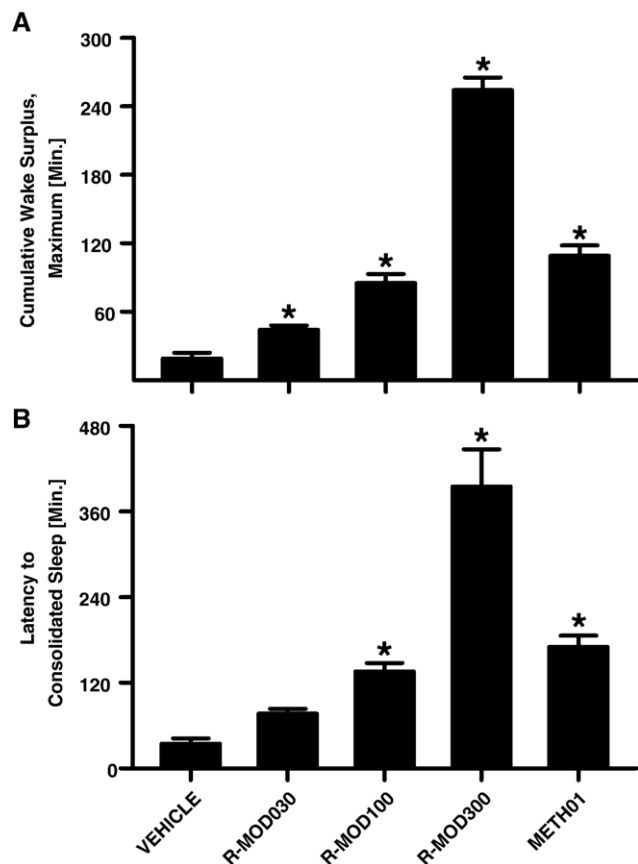 A
Cumulative Wake Surplus,
Maximum [Min.]
300
240
180
120
60
*
*
*
*
B
Latency to
Consolidated Sleep [Min.]
480
360
240
120
0
*
*
*
VEHICLE
R-MOD030
R-MOD100
R-MOD300
METH01